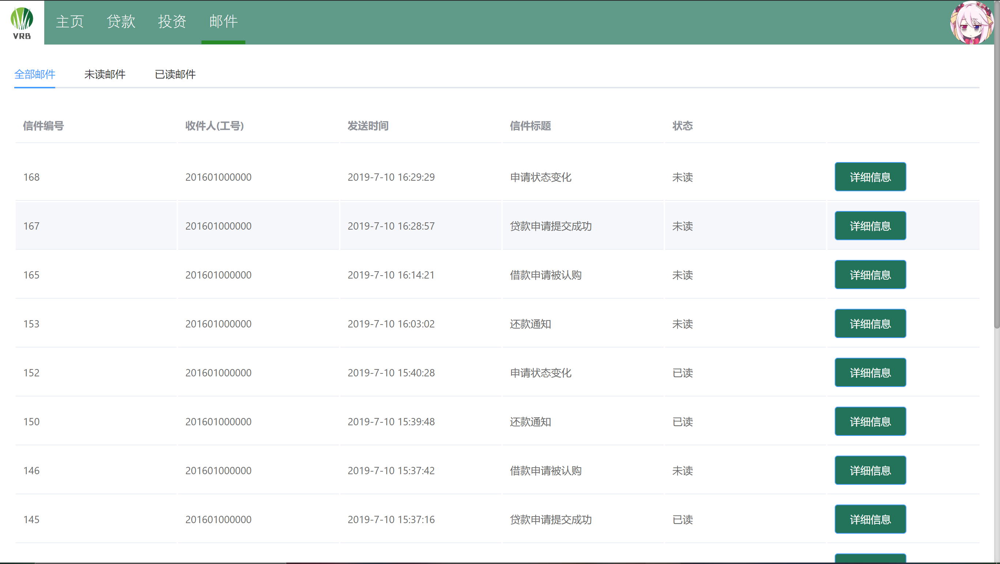 VRB
主页 贷款 投资 邮件
全部邮件 未读邮件 已读邮件
信件编号 收件人(工号) 发送时间 信件标题 状态
168 201601000000 2019-7-10 16:29:29 申请状态变化 未读 详细信息
167 201601000000 2019-7-10 16:28:57 贷款申请提交成功 未读 详细信息
165 201601000000 2019-7-10 16:14:21 借款申请被认购 未读 详细信息
153 201601000000 2019-7-10 16:03:02 还款通知 未读 详细信息
152 201601000000 2019-7-10 15:40:28 申请状态变化 已读 详细信息
150 201601000000 2019-7-10 15:39:48 还款通知 已读 详细信息
146 201601000000 2019-7-10 15:37:42 借款申请被认购 未读 详细信息
145 201601000000 2019-7-10 15:37:16 贷款申请提交成功 已读 详细信息